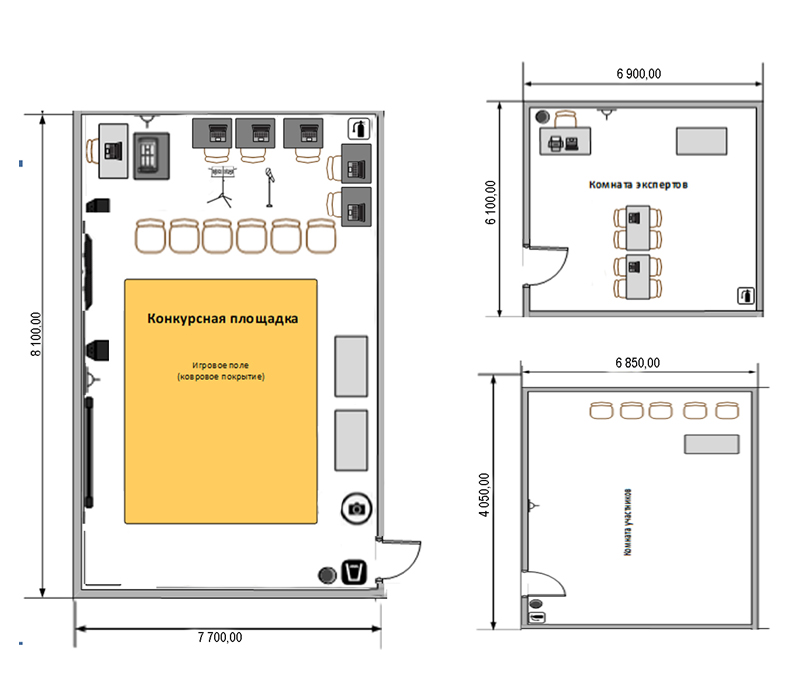 6 900,00
Комната экспертов
6 100,00
Конкурсная площадка
Игровое поле
(ковровое покрытие)
8 100,00
7 700,00
6 850,00
4 050,00
Комната участников